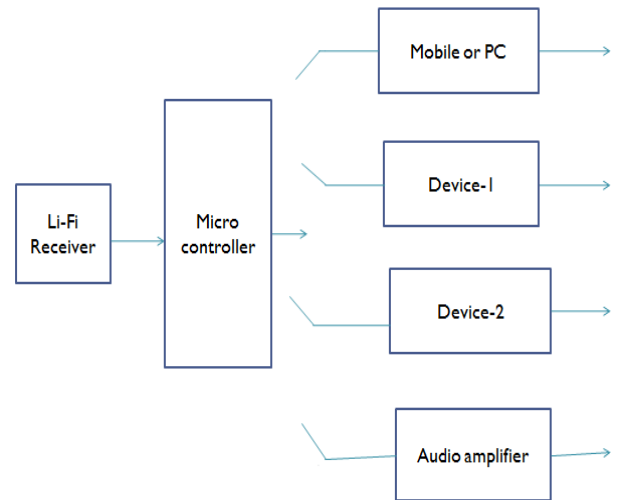 Mobile or PC
Device-1
Li-Fi
Receiver
Micro
controller
Device-2
Audio amplifier